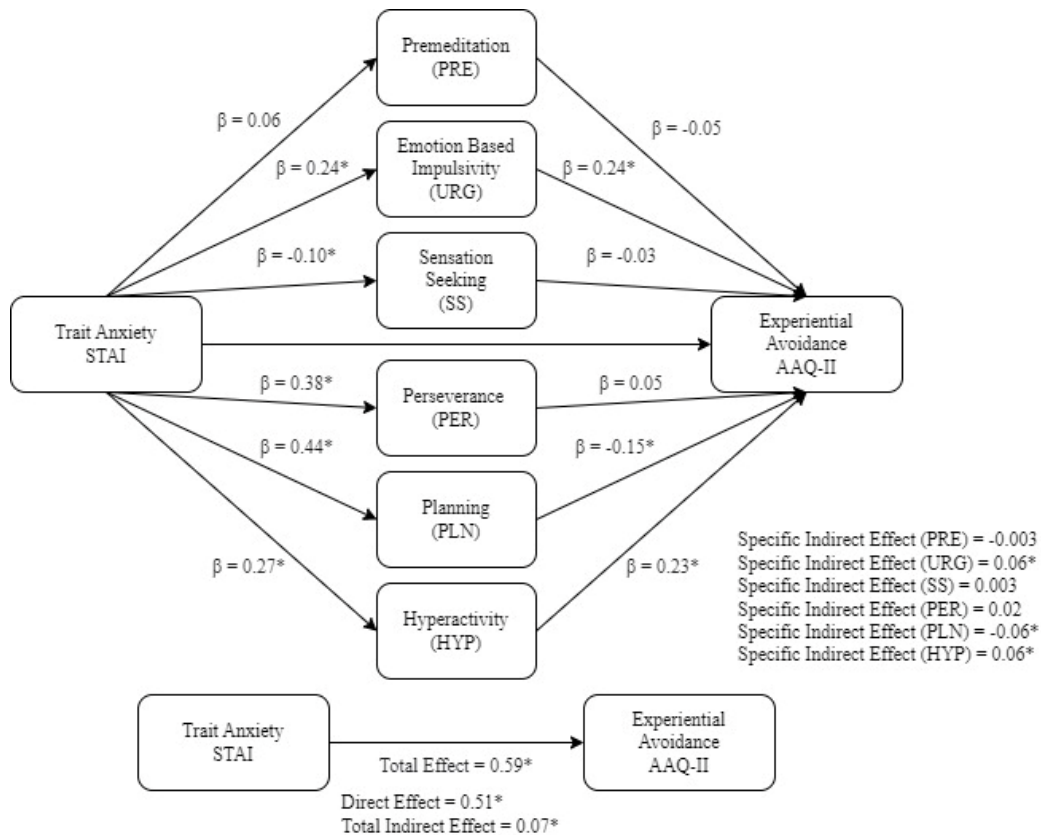 Premeditation
(PRE)
β = 0.06
β = -0.05
Emotion Based
Impulsivity
(URG)
β = 0.24*
β = 0.24*
Sensation
Seeking
(SS)
β = -0.10*
β = -0.03
Trait Anxiety
STAI
Experiential
Avoidance
AAQ-II
β = 0.38*
Perseverance
(PER)
β = 0.05
β = 0.44*
β = -0.15*
Planning
(PLN)
β = 0.27*
β = 0.23*
Hyperactivity
(HYP)
Specific Indirect Effect (PRE) = -0.003
Specific Indirect Effect (URG) = 0.06*
Specific Indirect Effect (SS) = 0.003
Specific Indirect Effect (PER) = 0.02
Specific Indirect Effect (PLN) = -0.06*
Specific Indirect Effect (HYP) = 0.06*
Trait Anxiety
STAI
Experiential
Avoidance
AAQ-II
Total Effect = 0.59*
Direct Effect = 0.51*
Total Indirect Effect = 0.07*